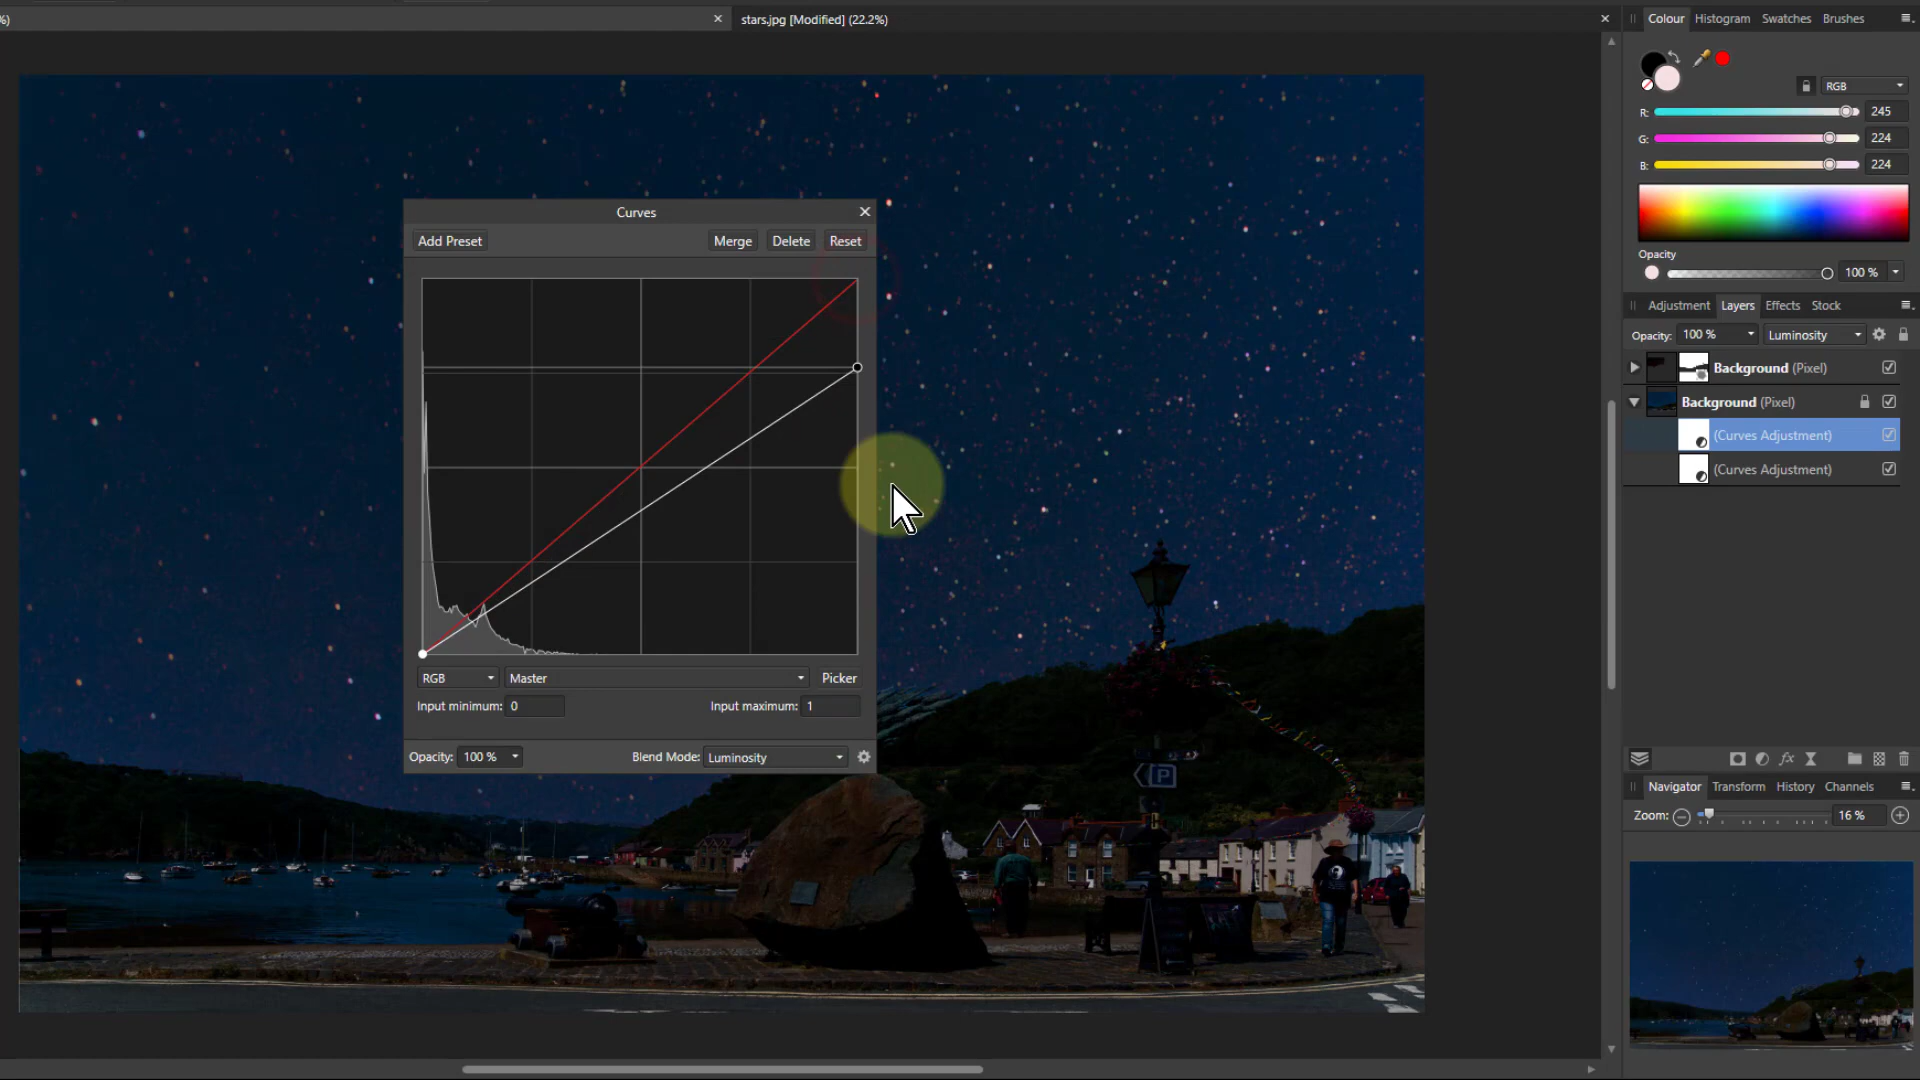 %)
stars.jpg [Modified] (22.2%)
Colour Histogram Swatches Brushes
RGB
R: 245
G: 224
B: 224
Opacity
100 %
Adjustment Layers Effects Stock
Opacity: 100 % Luminosity
Background (Pixel)
Background (Pixel)
(Curves Adjustment)
(Curves Adjustment)
fx
Navigator Transform History Channels
Zoom: 16 %
Curves
Add Preset Merge Delete Reset
RGB Master Picker
Input minimum: 0 Input maximum: 1
Opacity: 100 % Blend Mode: Luminosity
P